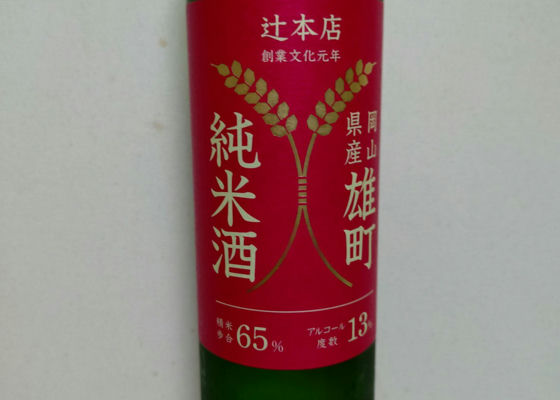 辻本店
創業文化元年
岡山県産
雄町
純米酒
精米歩合 65%
アルコール度数 13%